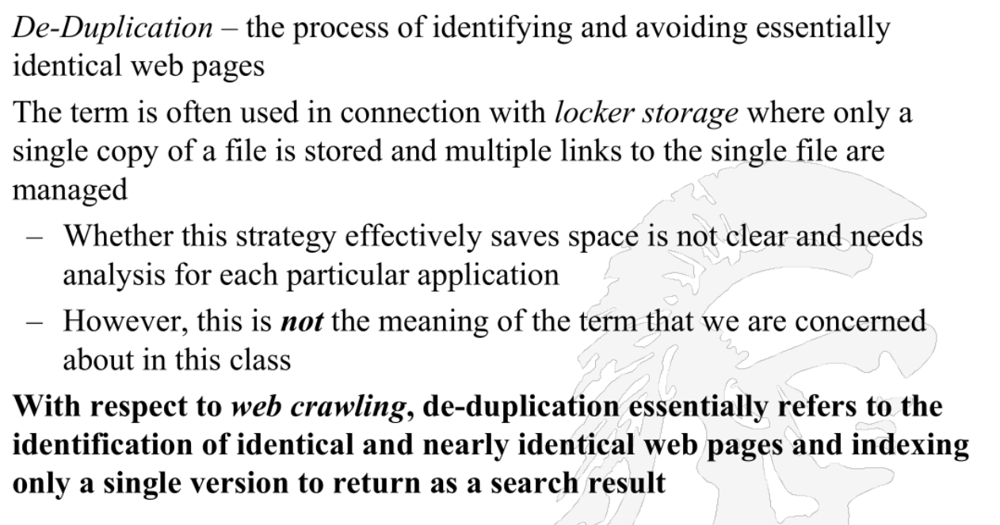 De-Duplication – the process of identifying and avoiding essentially
identical web pages
The term is often used in connection with locker storage where only a
single copy of a file is stored and multiple links to the single file are
managed
– Whether this strategy effectively saves space is not clear and needs
analysis for each particular application
– However, this is not the meaning of the term that we are concerned
about in this class
With respect to web crawling, de-duplication essentially refers to the
identification of identical and nearly identical web pages and indexing
only a single version to return as a search result